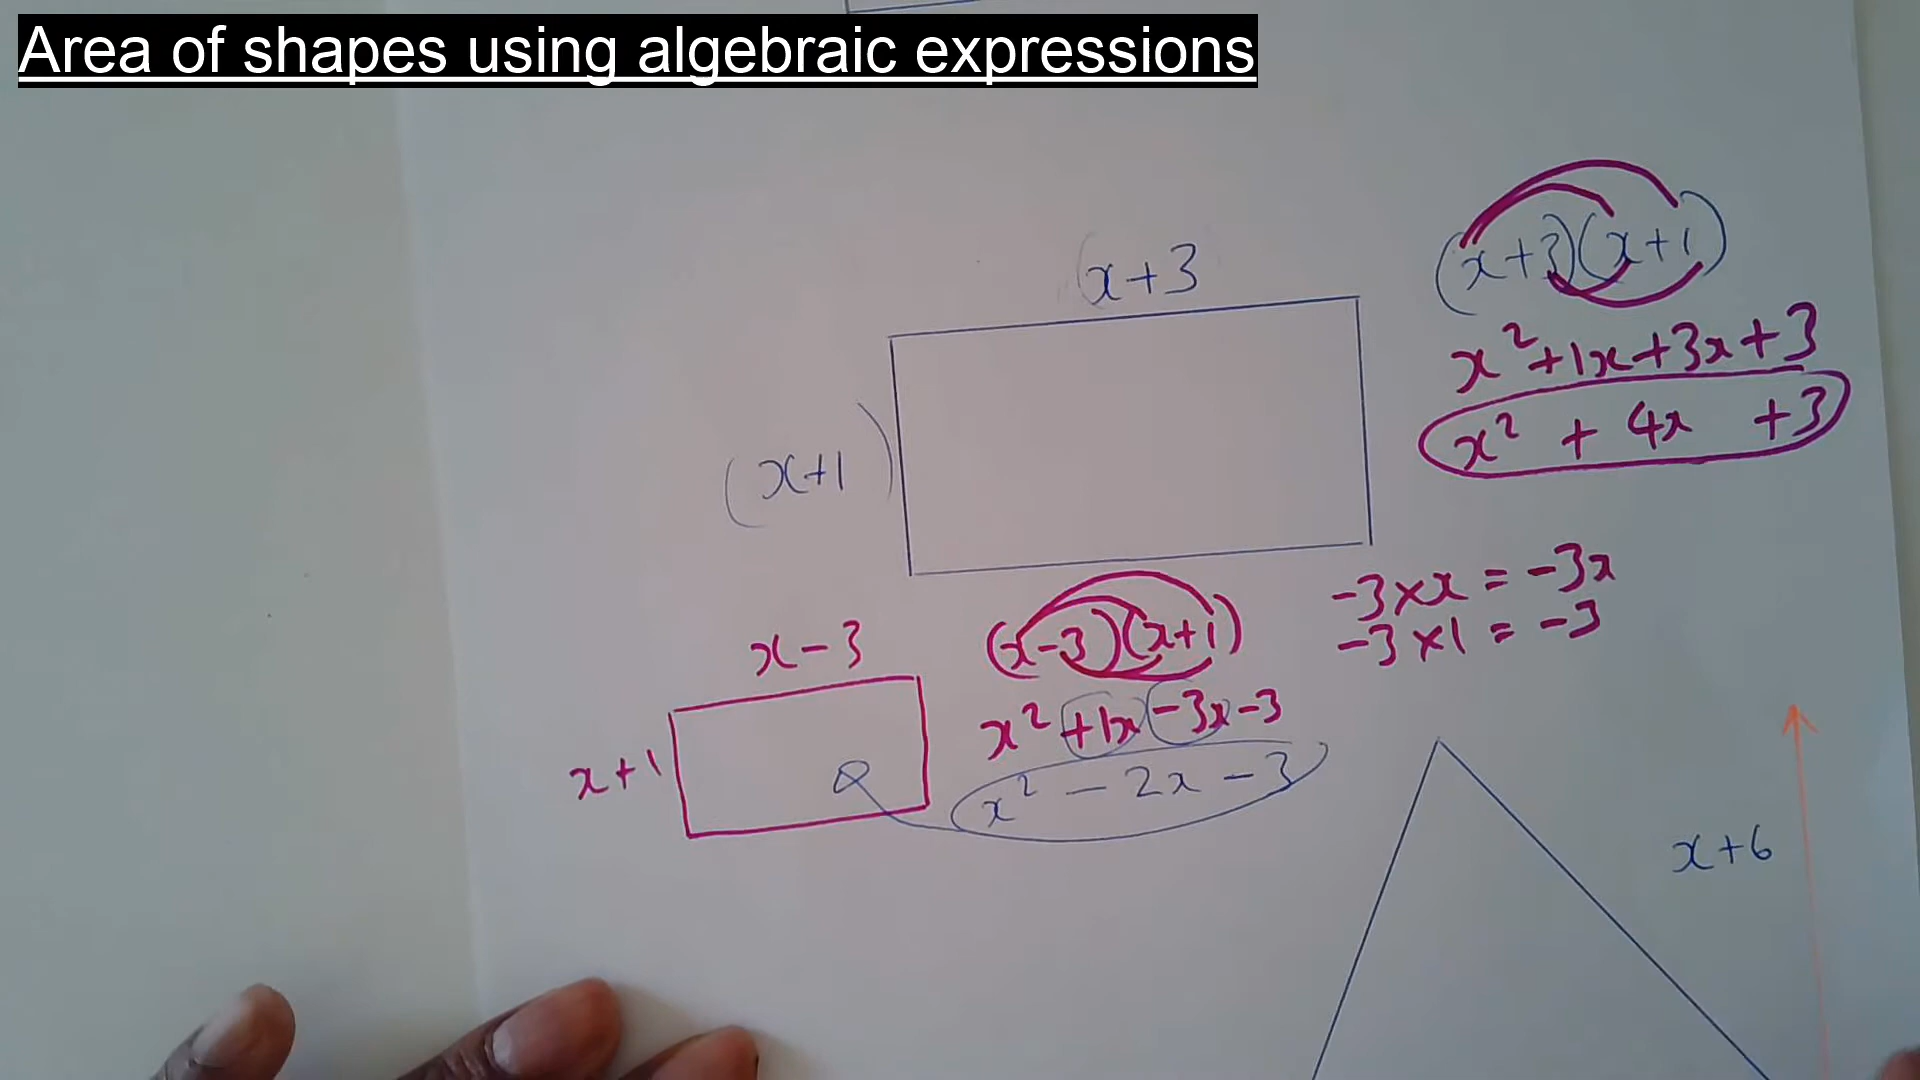 Area of shapes using algebraic expressions
(x+3
(x+3)(x+1)
x²+1x+3x+3
x² + 4x +3
(x+1)
-3×x = -3x
-3×1 = -3
x-3
(x-3)(x+1)
x²+1x-3x-3
x+1
x² - 2x - 3
x+6